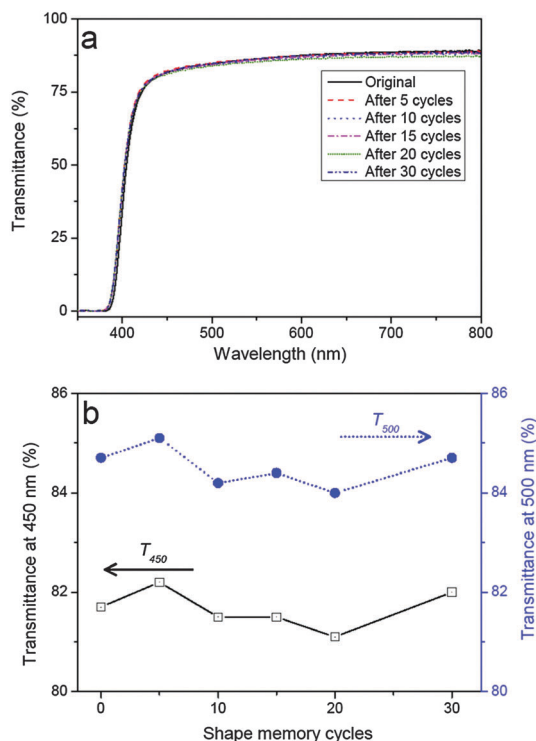 a
100
75
50
25
0
Transmittance (%)
Original
After 5 cycles
After 10 cycles
After 15 cycles
After 20 cycles
After 30 cycles
400
500
600
700
800
Wavelength (nm)
b
86
84
82
80
Transmittance at 450 nm (%)
T500
T450
86
84
82
80
Transmittance at 500 nm (%)
0
10
20
30
Shape memory cycles